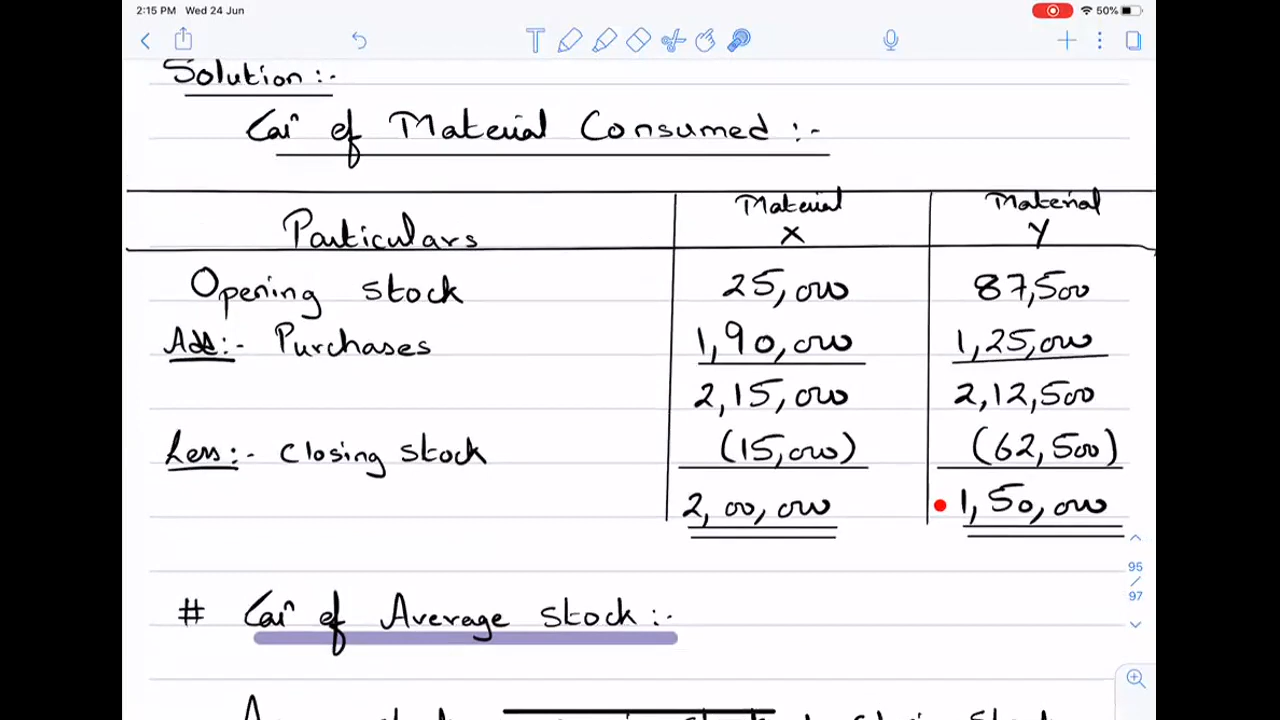 2:15 PM Wed 24 Jun
50%
Solution :-
Calⁿ of Material Consumed :-
Particulars Material X Material Y
Opening stock 25,000 87,500
Add:- Purchases 1,90,000 1,25,000
2,15,000 2,12,500
Less:- Closing stock (15,000) (62,500)
2,00,000 1,50,000
95
/
97
# Calⁿ of Average stock :-